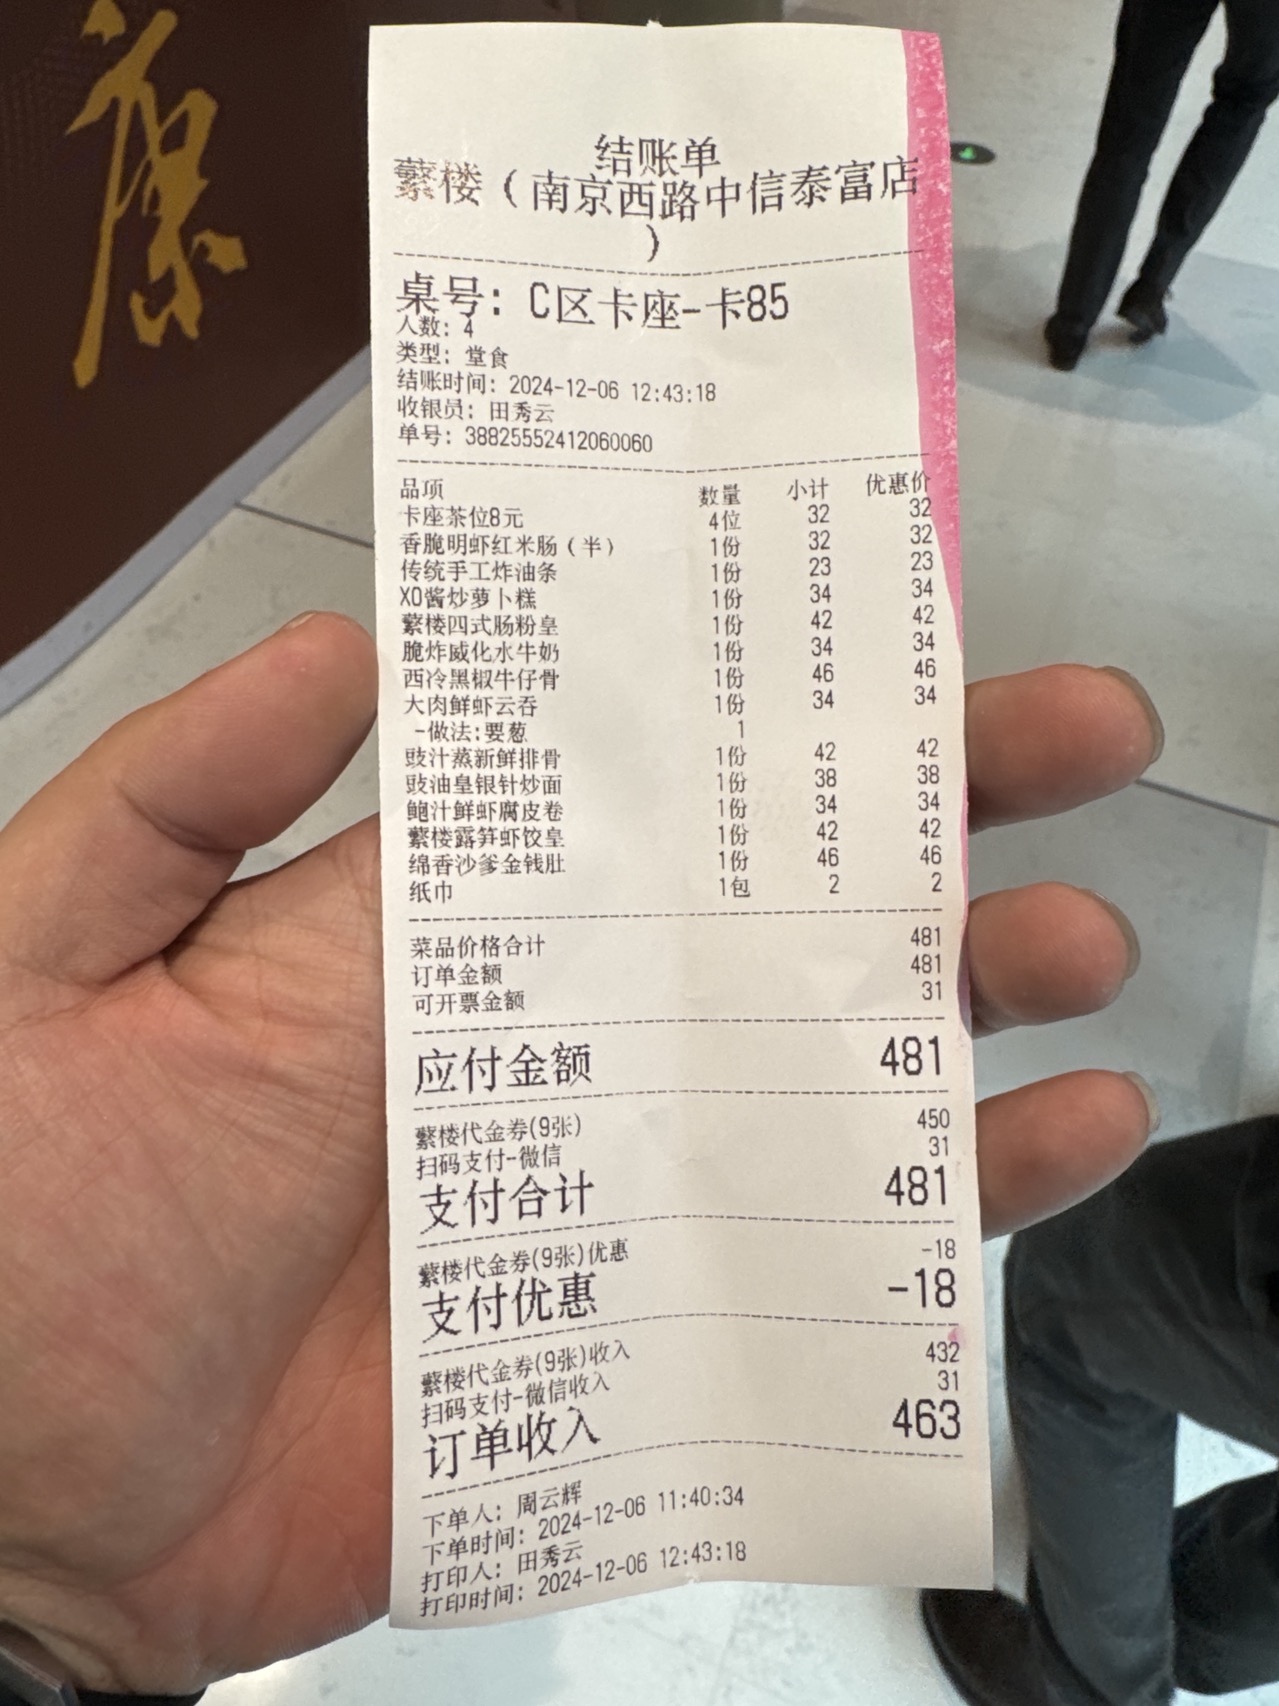 康
结账单
蘩楼（南京西路中信泰富店
）
桌号：C区卡座-卡85
人数：4
类型：堂食
结账时间：2024-12-06 12:43:18
收银员：田秀云
单号：38825552412060060
品项 数量 小计 优惠价
卡座茶位8元 4位 32 32
香脆明虾红米肠（半） 1份 32 32
传统手工炸油条 1份 23 23
XO酱炒萝卜糕 1份 34 34
蘩楼四式肠粉皇 1份 42 42
脆炸威化水牛奶 1份 34 34
西冷黑椒牛仔骨 1份 46 46
大肉鲜虾云吞 1份 34 34
-做法:要葱 1
豉汁蒸新鲜排骨 1份 42 42
豉油皇银针炒面 1份 38 38
鲍汁鲜虾腐皮卷 1份 34 34
蘩楼露笋虾饺皇 1份 42 42
绵香沙爹金钱肚 1份 46 46
纸巾 1包 2 2
菜品价格合计 481
订单金额 481
可开票金额 31
应付金额 481
蘩楼代金券(9张) 450
扫码支付-微信 31
支付合计 481
蘩楼代金券(9张)优惠 -18
支付优惠 -18
蘩楼代金券(9张)收入 432
扫码支付-微信收入 31
订单收入 463
下单人：周云辉
下单时间：2024-12-06 11:40:34
打印人：田秀云
打印时间：2024-12-06 12:43:18